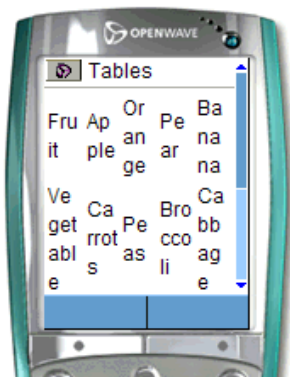 OPENWAVE
Tables
Fru Ap Or Pe Ba
it ple an ar na
ge na
Ve Ca Pe Bro Ca
get rrot as cco bb
abl s li ag
e e